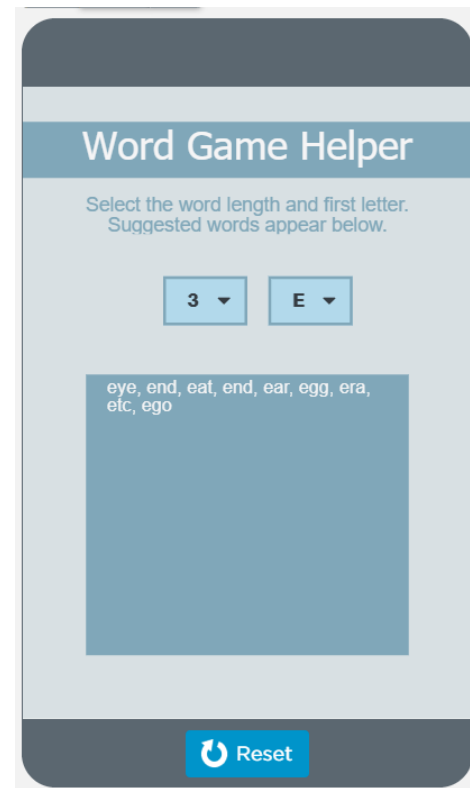 Word Game Helper
Select the word length and first letter.
Suggested words appear below.
3 E
eye, end, eat, end, ear, egg, era,
etc, ego
Reset